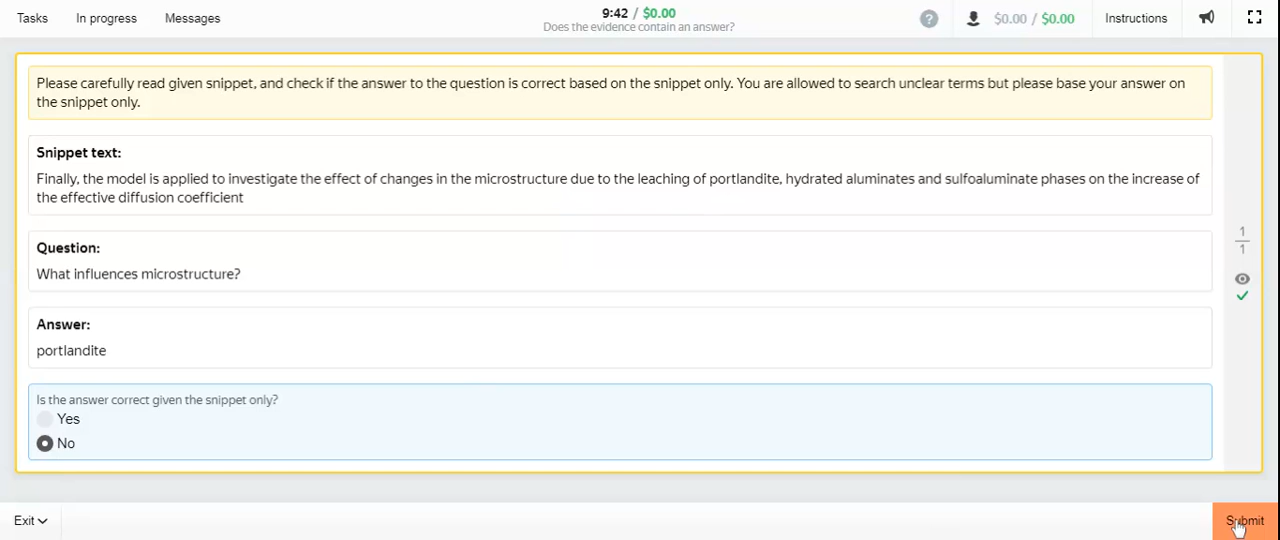 Tasks In progress Messages 9:42 / $0.00 $0.00 / $0.00 Instructions
Does the evidence contain an answer?
Please carefully read given snippet, and check if the answer to the question is correct based on the snippet only. You are allowed to search unclear terms but please base your answer on
the snippet only.
Snippet text:
Finally, the model is applied to investigate the effect of changes in the microstructure due to the leaching of portlandite, hydrated aluminates and sulfoaluminate phases on the increase of
the effective diffusion coefficient
Question:
What influences microstructure?
Answer:
portlandite
Is the answer correct given the snippet only?
Yes
No
1
1
Exit
Submit